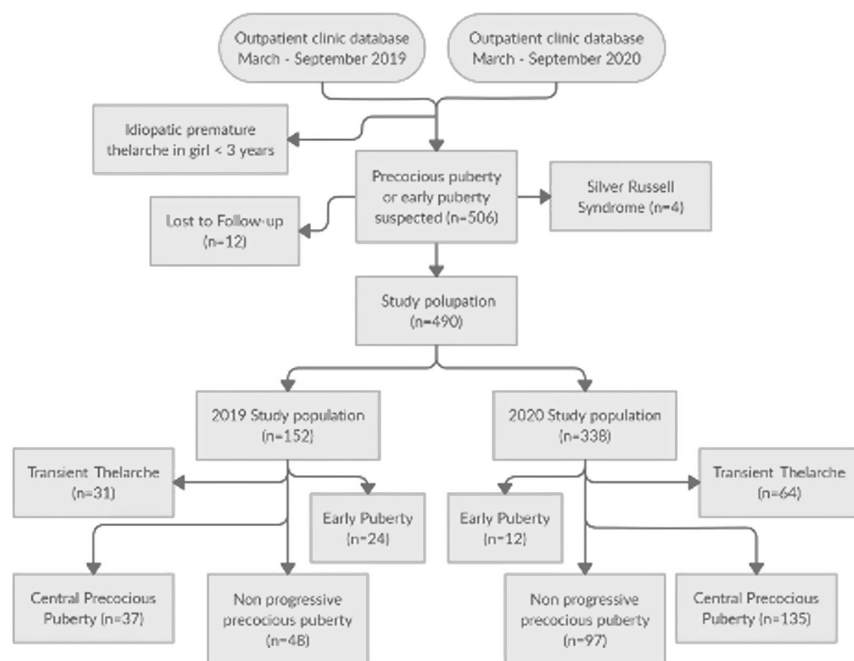 Outpatient clinic database
March - September 2019
Outpatient clinic database
March - September 2020
Idiopatic premature
thelarche in girl < 3 years
Precocious puberty
or early puberty
suspected (n=506)
Silver Russell
Syndrome (n=4)
Lost to Follow-up
(n=12)
Study polupation
(n=490)
2019 Study population
(n=152)
2020 Study population
(n=338)
Transient Thelarche
(n=31)
Early Puberty
(n=24)
Early Puberty
(n=12)
Transient Thelarche
(n=64)
Central Precocious
Puberty (n=37)
Non progressive
precocious puberty
(n=48)
Non progressive
precocious puberty
(n=97)
Central Precocious
Puberty (n=135)